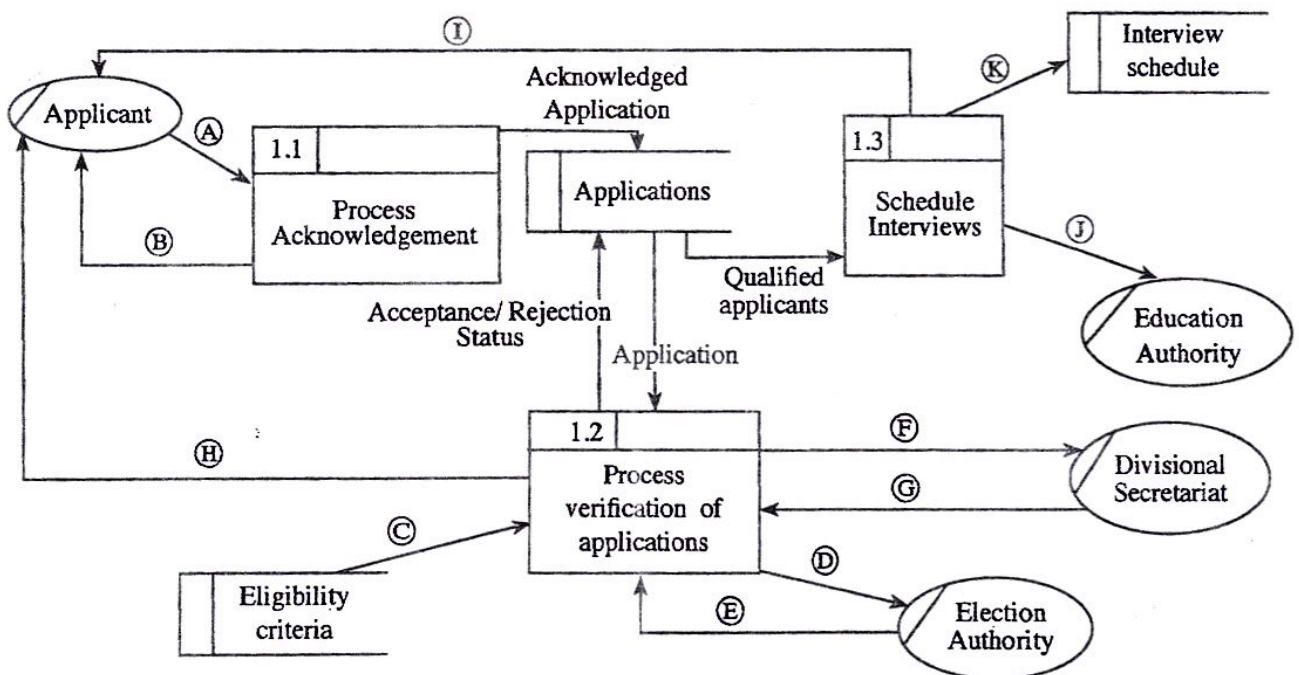 Ⓘ
Interview
schedule
Ⓚ
Acknowledged
Application
Applicant
Ⓐ
1.1
1.3
Applications
Process
Acknowledgement
Schedule
Interviews
Ⓑ
Ⓙ
Qualified
applicants
Acceptance/ Rejection
Status
Education
Authority
Application
1.2
Ⓕ
Ⓗ
Process
verification of
applications
Divisional
Secretariat
Ⓖ
Ⓒ
Ⓓ
Eligibility
criteria
Ⓔ
Election
Authority